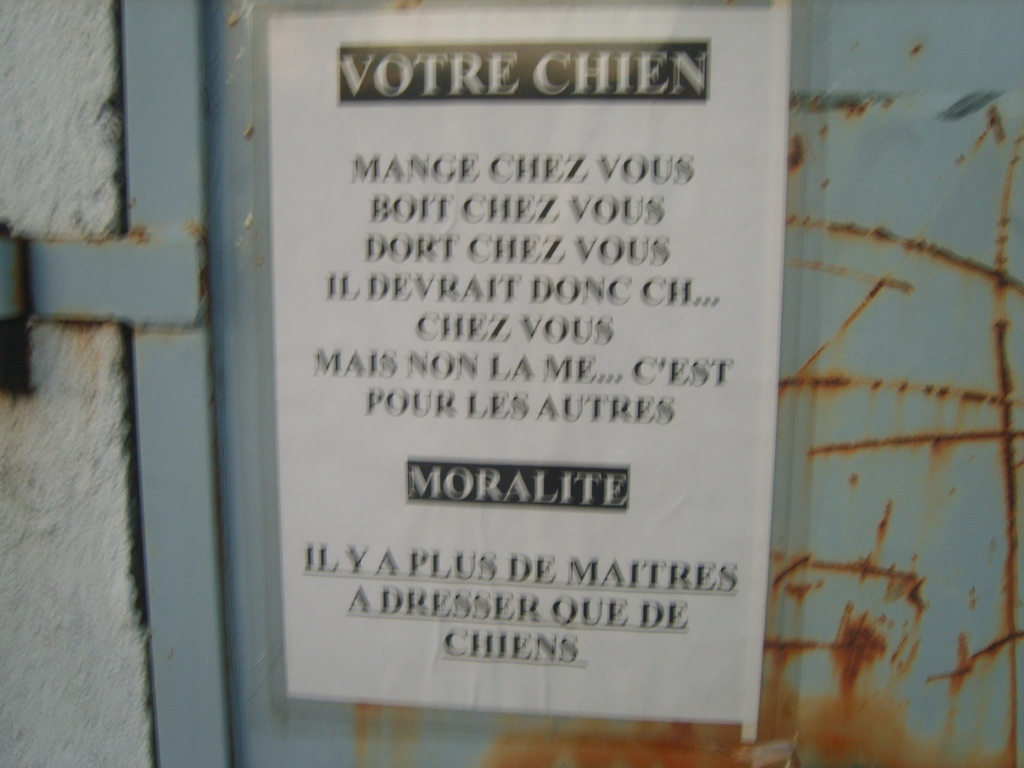 VOTRE CHIEN
MANGE CHEZ VOUS
BOIT CHEZ VOUS
DORT CHEZ VOUS
IL DEVRAIT DONC CH...
CHEZ VOUS
MAIS NON LA ME... C'EST
POUR LES AUTRES
MORALITE
IL Y A PLUS DE MAITRES
A DRESSER QUE DE
CHIENS